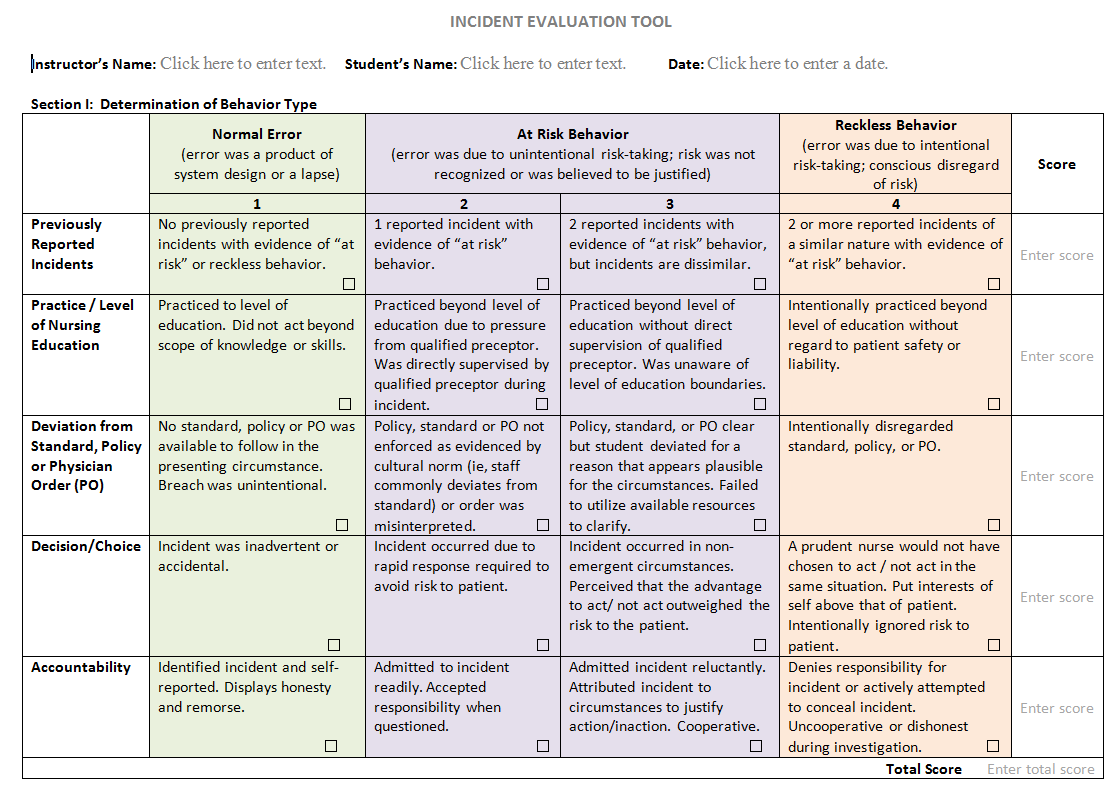 INCIDENT EVALUATION TOOL
Instructor's Name: Click here to enter text. Student's Name: Click here to enter text. Date: Click here to enter a date.
Section I: Determination of Behavior Type
Normal Error
(error was a product of
system design or a lapse)
At Risk Behavior
(error was due to unintentional risk-taking; risk was not
recognized or was believed to be justified)
Reckless Behavior
(error was due to intentional
risk-taking; conscious disregard
of risk)
Score
1
2
3
4
Previously
Reported
Incidents
No previously reported
incidents with evidence of "at
risk" or reckless behavior.
1 reported incident with
evidence of "at risk"
behavior.
2 reported incidents with
evidence of "at risk" behavior,
but incidents are dissimilar.
2 or more reported incidents of
a similar nature with evidence of
"at risk" behavior.
Enter score
Practice / Level
of Nursing
Education
Practiced to level of
education. Did not act beyond
scope of knowledge or skills.
Practiced beyond level of
education due to pressure
from qualified preceptor.
Was directly supervised by
qualified preceptor during
incident.
Practiced beyond level of
education without direct
supervision of qualified
preceptor. Was unaware of
level of education boundaries.
Intentionally practiced beyond
level of education without
regard to patient safety or
liability.
Enter score
Deviation from
Standard, Policy
or Physician
Order (PO)
No standard, policy or PO was
available to follow in the
presenting circumstance.
Breach was unintentional.
Policy, standard or PO not
enforced as evidenced by
cultural norm (ie, staff
commonly deviates from
standard) or order was
misinterpreted.
Policy, standard, or PO clear
but student deviated for a
reason that appears plausible
for the circumstances. Failed
to utilize available resources
to clarify.
Intentionally disregarded
standard, policy, or PO.
Enter score
Decision/Choice
Incident was inadvertent or
accidental.
Incident occurred due to
rapid response required to
avoid risk to patient.
Incident occurred in non-
emergent circumstances.
Perceived that the advantage
to act/ not act outweighed the
risk to the patient.
A prudent nurse would not have
chosen to act / not act in the
same situation. Put interests of
self above that of patient.
Intentionally ignored risk to
patient.
Enter score
Accountability
Identified incident and self-
reported. Displays honesty
and remorse.
Admitted to incident
readily. Accepted
responsibility when
questioned.
Admitted incident reluctantly.
Attributed incident to
circumstances to justify
action/inaction. Cooperative.
Denies responsibility for
incident or actively attempted
to conceal incident.
Uncooperative or dishonest
during investigation.
Enter score
Total Score Enter total score